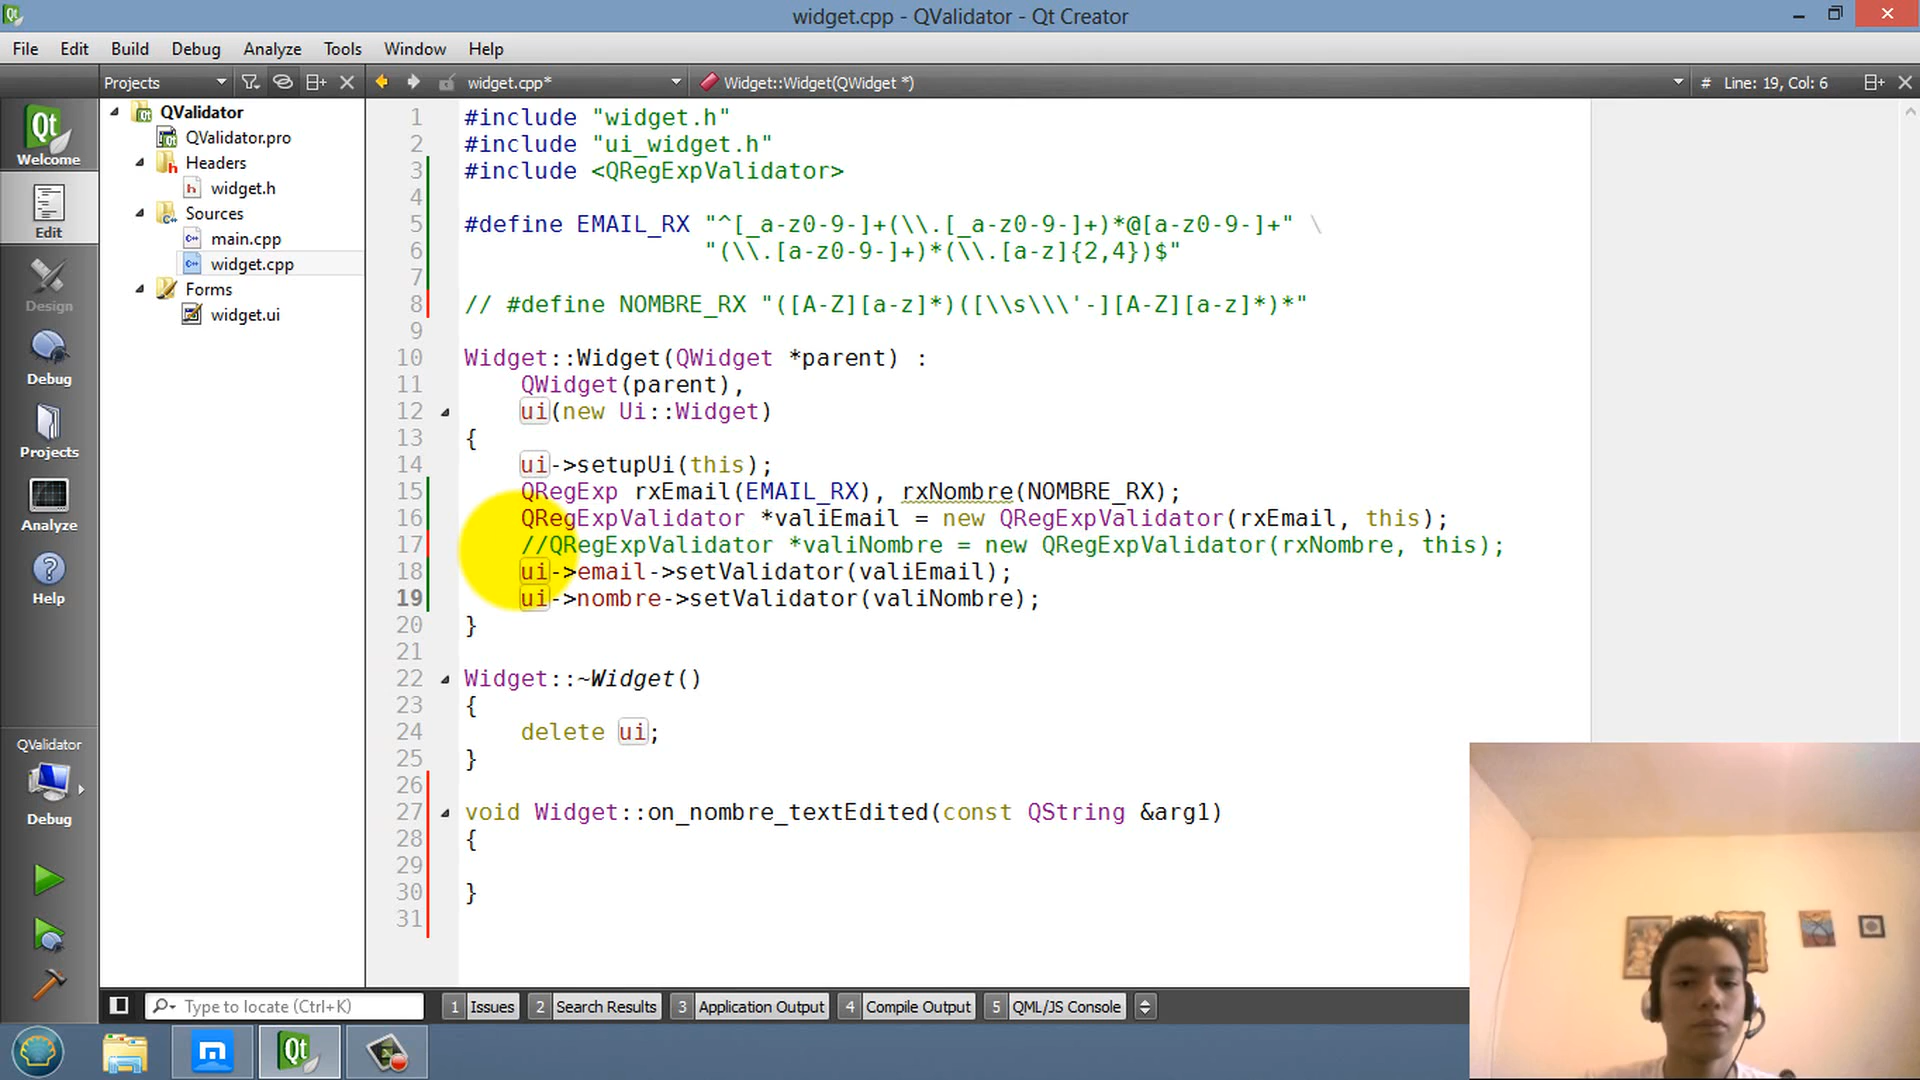 widget.cpp - QValidator - Qt Creator
File Edit Build Debug Analyze Tools Window Help
Projects widget.cpp* Widget::Widget(QWidget *) # Line: 19, Col: 6
Qt
Welcome
Edit
Design
Debug
Projects
Analyze
Help
QValidator
Debug
QValidator
QValidator.pro
Headers
widget.h
Sources
main.cpp
widget.cpp
Forms
widget.ui
1 #include "widget.h"
2 #include "ui_widget.h"
3 #include <QRegExpValidator>
4
5 #define EMAIL_RX "^[_a-z0-9-]+(\\.[_a-z0-9-]+)*@[a-z0-9-]+" \
6 "(\\.[a-z0-9-]+)*(\\.[a-z]{2,4})$"
7
8 // #define NOMBRE_RX "([A-Z][a-z]*)([\\s\\\'-][A-Z][a-z]*)*"
9
10 Widget::Widget(QWidget *parent) :
11 QWidget(parent),
12 ui(new Ui::Widget)
13 {
14 ui->setupUi(this);
15 QRegExp rxEmail(EMAIL_RX), rxNombre(NOMBRE_RX);
16 QRegExpValidator *valiEmail = new QRegExpValidator(rxEmail, this);
17 //QRegExpValidator *valiNombre = new QRegExpValidator(rxNombre, this);
18 ui->email->setValidator(valiEmail);
19 ui->nombre->setValidator(valiNombre);
20 }
21
22 Widget::~Widget()
23 {
24 delete ui;
25 }
26
27 void Widget::on_nombre_textEdited(const QString &arg1)
28 {
29
30 }
31
Type to locate (Ctrl+K) 1 Issues 2 Search Results 3 Application Output 4 Compile Output 5 QML/JS Console
Qt